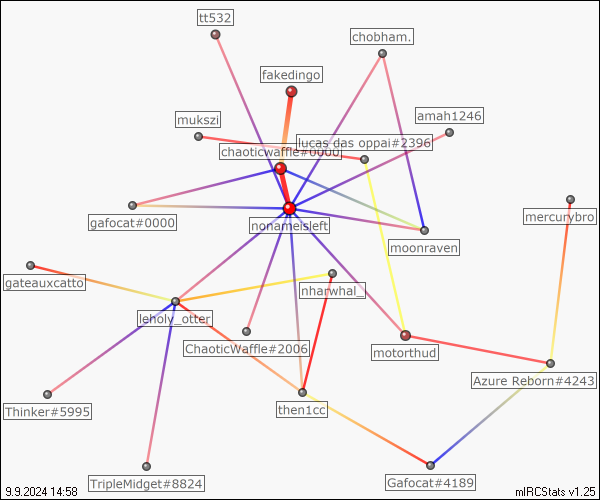 tt532
chobham.
fakedingo
amah1246
mukszi
lucas das oppai#2396
chaoticwaffle#0000
mercurybro
gafocat#0000
nonameisleft
moonraven
gateauxcatto
nharwhal_
leholy_otter
ChaoticWaffle#2006
motorthud
Azure Reborn#4243
Thinker#5995
then1cc
TripleMidget#8824
Gafocat#4189
9.9.2024 14:58
mIRCStats v1.25